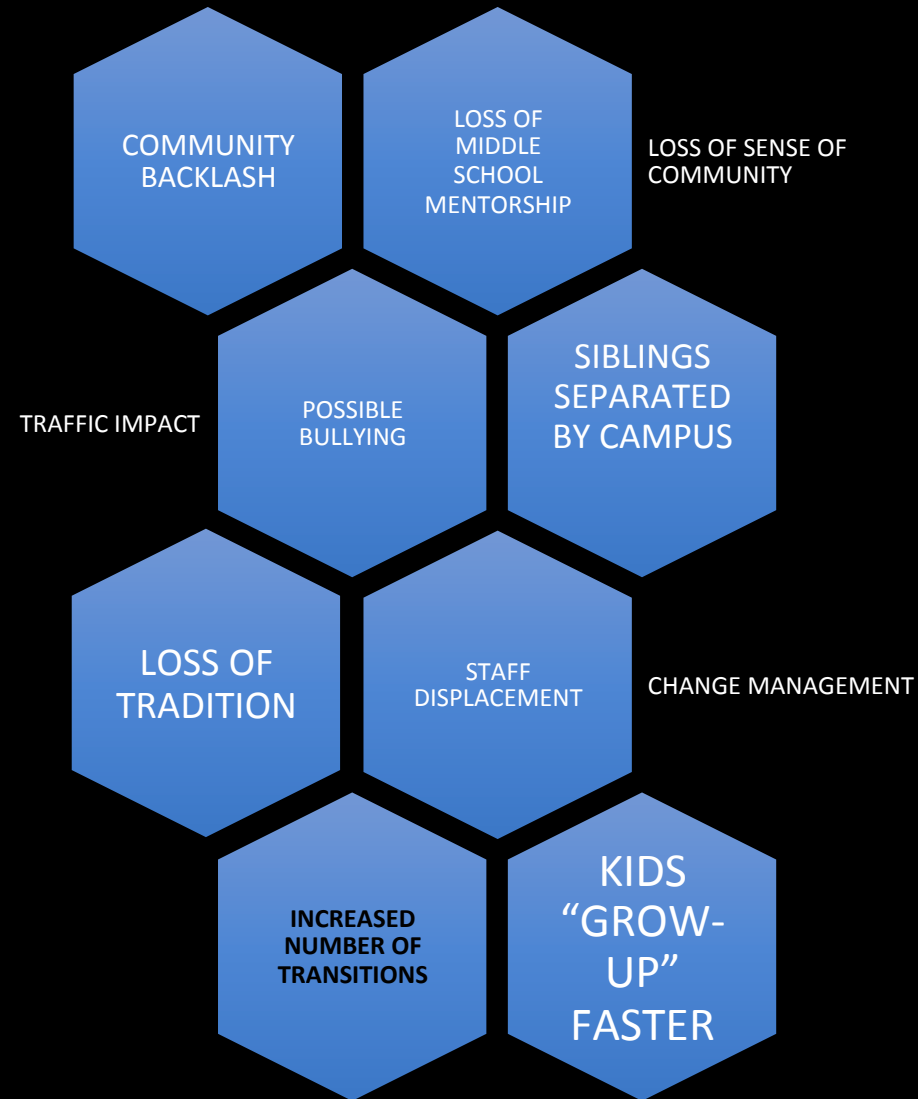 COMMUNITY
BACKLASH
LOSS OF
MIDDLE
SCHOOL
MENTORSHIP
LOSS OF SENSE OF
COMMUNITY
TRAFFIC IMPACT
POSSIBLE
BULLYING
SIBLINGS
SEPARATED
BY CAMPUS
LOSS OF
TRADITION
STAFF
DISPLACEMENT
CHANGE MANAGEMENT
INCREASED
NUMBER OF
TRANSITIONS
KIDS
“GROW-
UP”
FASTER